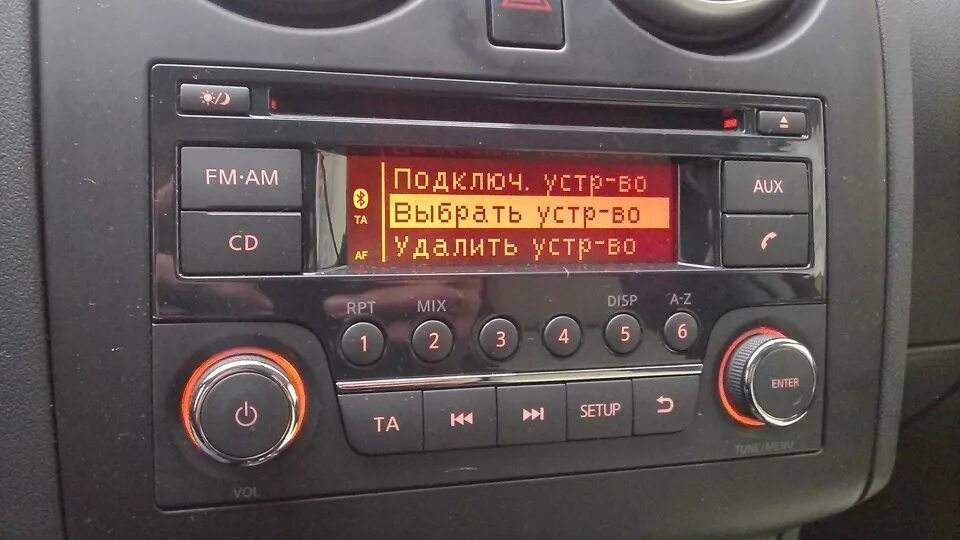 FM·AM
CD
TA
AF
Подключ. устр-во
Выбрать устр-во
Удалить устр-во
AUX
RPT
MIX
DISP
A-Z
1
2
3
4
5
6
TA
SETUP
ENTER
VOL
TUNE/MENU